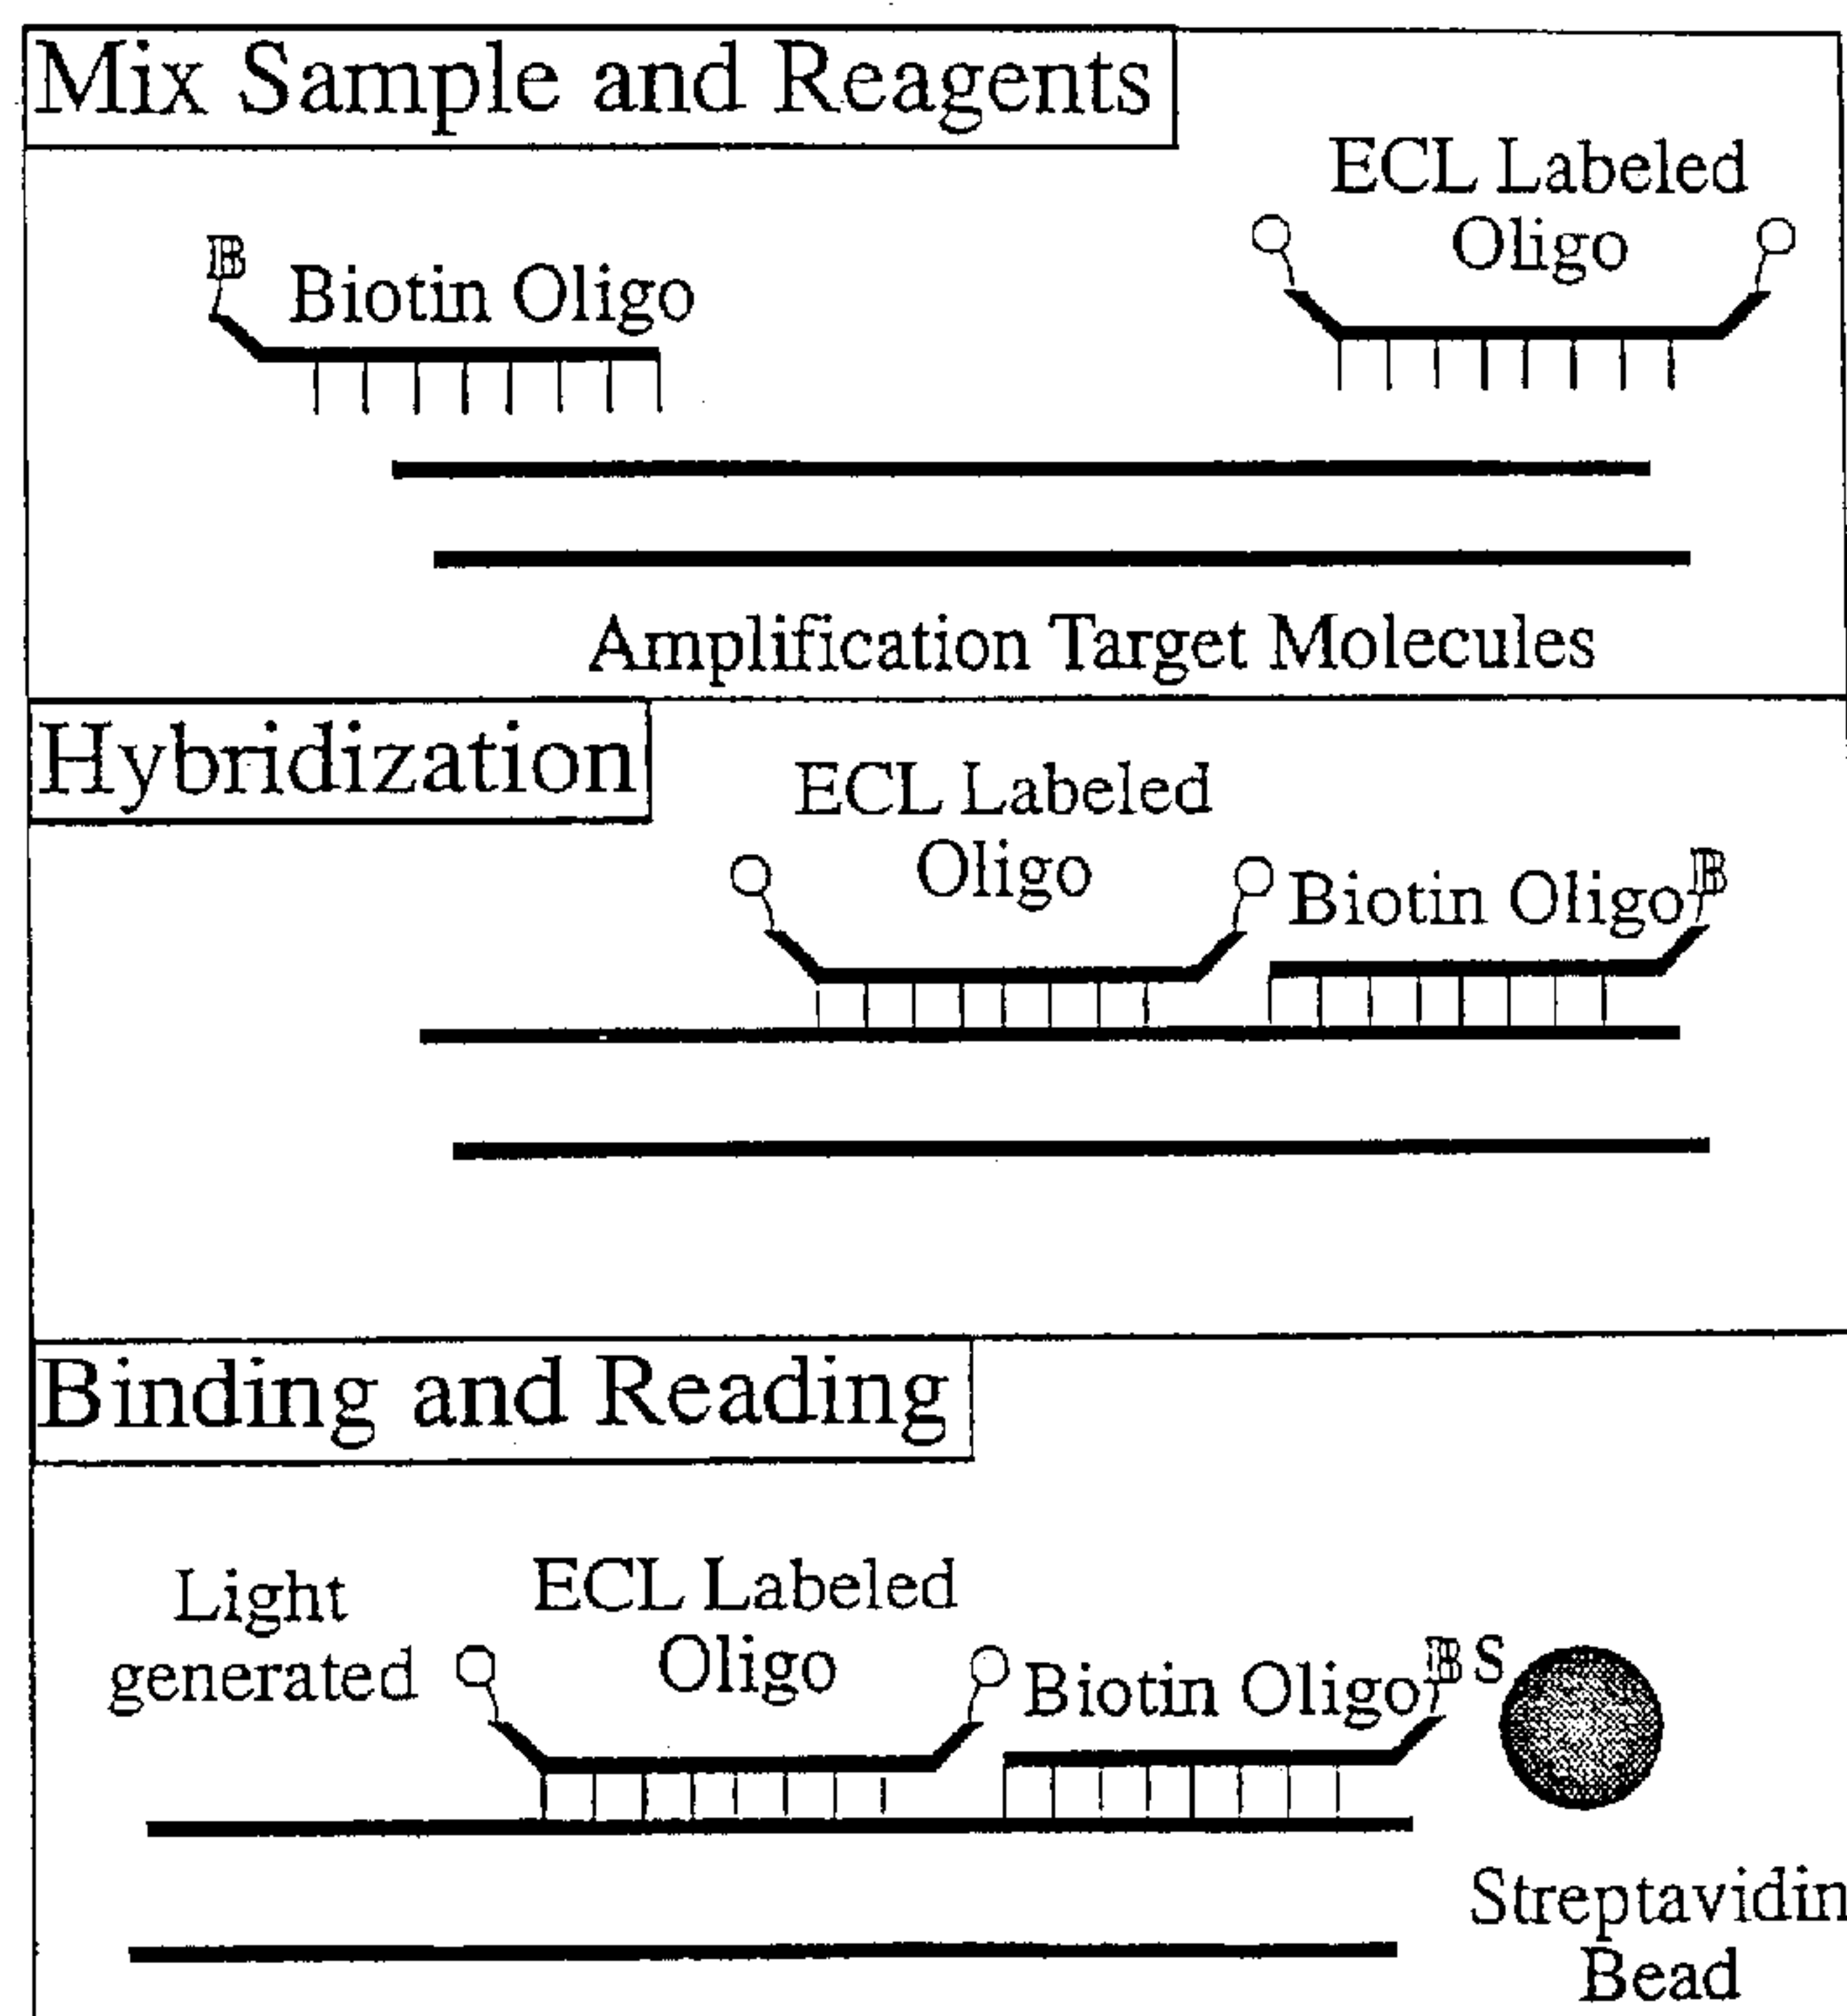 Mix Sample and Reagents
ECL Labeled
Oligo
B
Biotin Oligo
Amplification Target Molecules
Hybridization
ECL Labeled
Oligo
Biotin Oligo B
Binding and Reading
Light
generated
ECL Labeled
Oligo
Biotin Oligo B S
Streptavidin
Bead